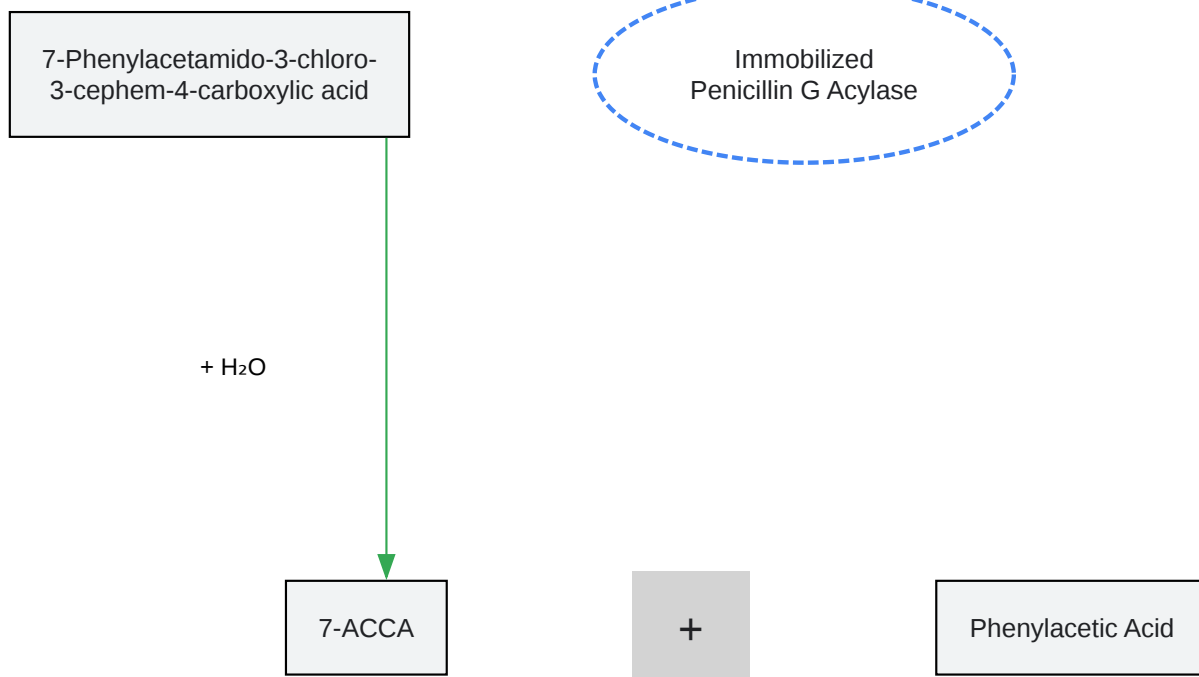 7-Phenylacetamido-3-chloro-
3-cephem-4-carboxylic acid
Immobilized
Penicillin G Acylase
+ H₂O
7-ACCA
+
Phenylacetic Acid